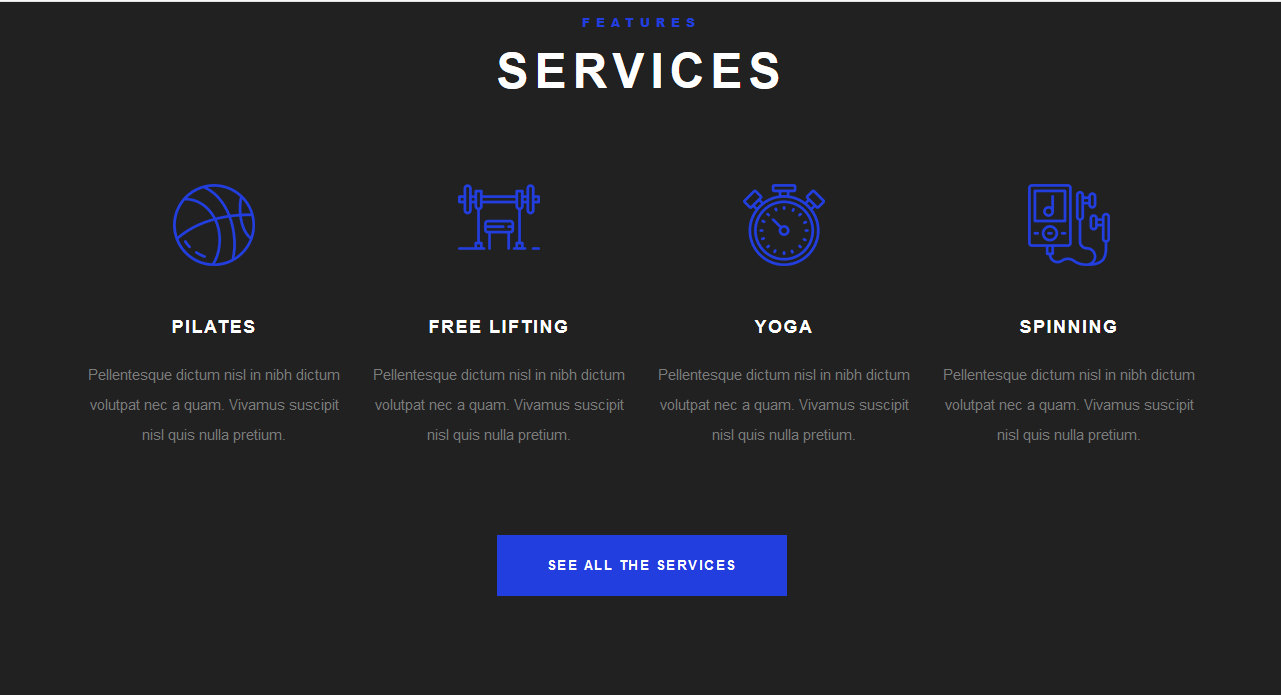 FEATURES
SERVICES
PILATES
Pellentesque dictum nisl in nibh dictum
volutpat nec a quam. Vivamus suscipit
nisl quis nulla pretium.
FREE LIFTING
Pellentesque dictum nisl in nibh dictum
volutpat nec a quam. Vivamus suscipit
nisl quis nulla pretium.
YOGA
Pellentesque dictum nisl in nibh dictum
volutpat nec a quam. Vivamus suscipit
nisl quis nulla pretium.
SPINNING
Pellentesque dictum nisl in nibh dictum
volutpat nec a quam. Vivamus suscipit
nisl quis nulla pretium.
SEE ALL THE SERVICES